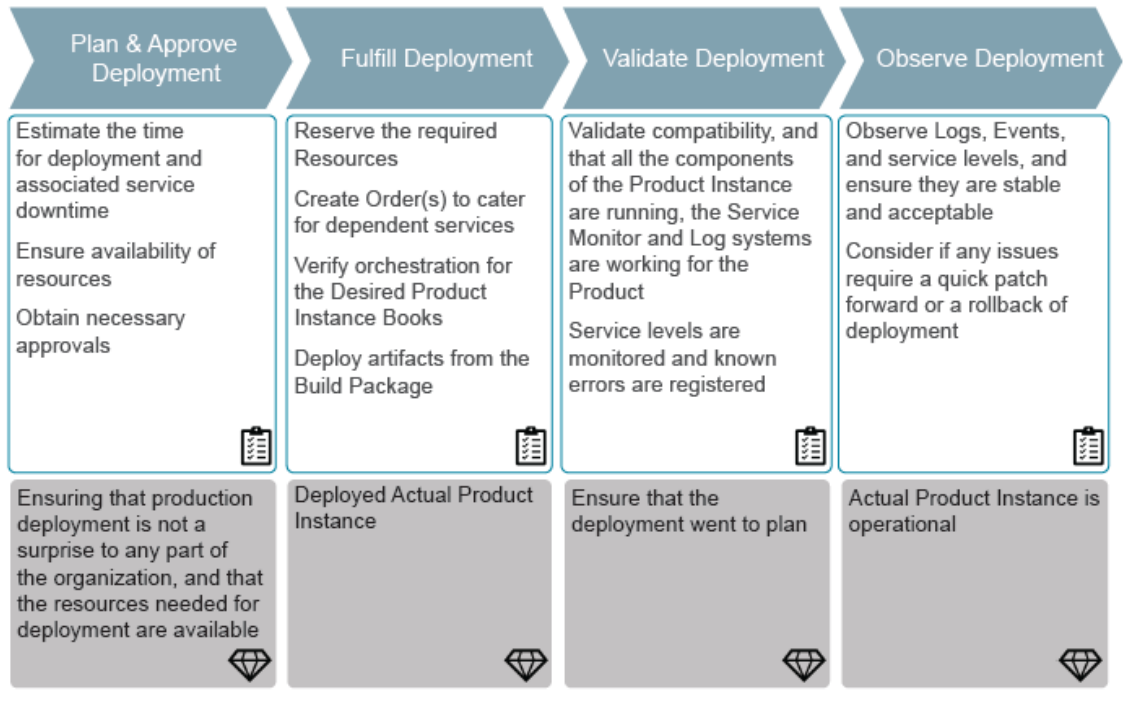 Plan & Approve
Deployment
Fulfill Deployment
Validate Deployment
Observe Deployment
Estimate the time
for deployment and
associated service
downtime
Ensure availability of
resources
Obtain necessary
approvals
Reserve the required
Resources
Create Order(s) to cater
for dependent services
Verify orchestration for
the Desired Product
Instance Books
Deploy artifacts from the
Build Package
Validate compatibility, and
that all the components
of the Product Instance
are running, the Service
Monitor and Log systems
are working for the
Product
Service levels are
monitored and known
errors are registered
Observe Logs, Events,
and service levels, and
ensure they are stable
and acceptable
Consider if any issues
require a quick patch
forward or a rollback of
deployment
Ensuring that production
deployment is not a
surprise to any part of
the organization, and that
the resources needed for
deployment are available
Deployed Actual Product
Instance
Ensure that the
deployment went to plan
Actual Product Instance is
operational